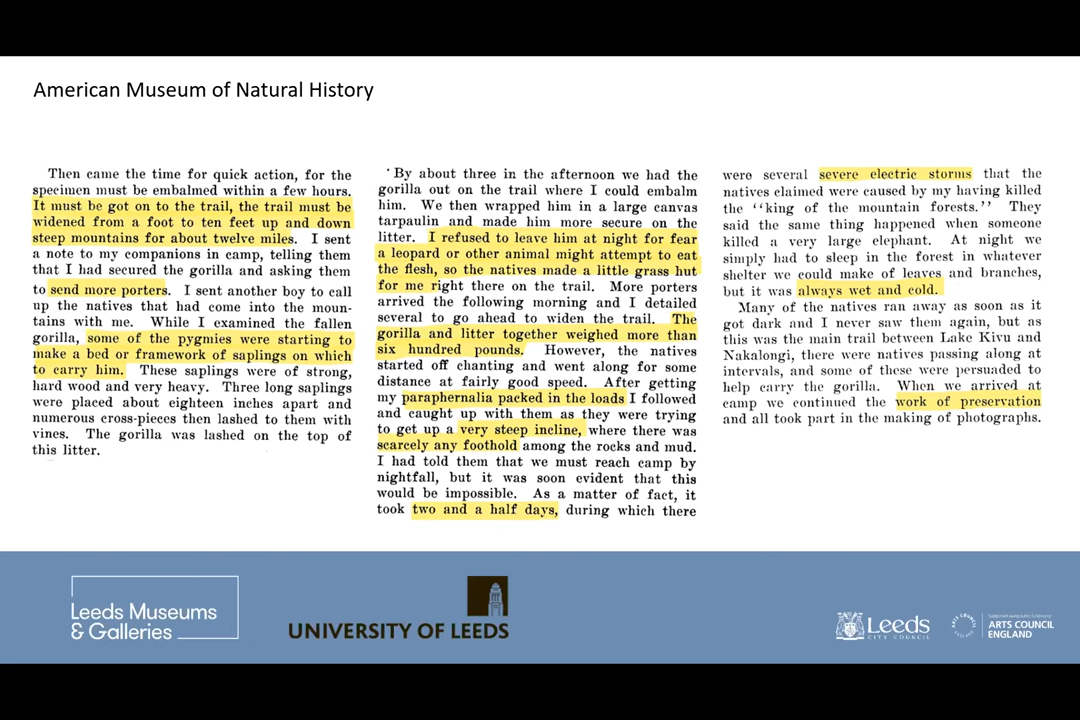 American Museum of Natural History
Then came the time for quick action, for the
specimen must be embalmed within a few hours.
It must be got on to the trail, the trail must be
widened from a foot to ten feet up and down
steep mountains for about twelve miles. I sent
a note to my companions in camp, telling them
that I had secured the gorilla and asking them
to send more porters. I sent another boy to call
up the natives that had come into the moun-
tains with me. While I examined the fallen
gorilla, some of the pygmies were starting to
make a bed or framework of saplings on which
to carry him. These saplings were of strong,
hard wood and very heavy. Three long saplings
were placed about eighteen inches apart and
numerous cross-pieces then lashed to them with
vines. The gorilla was lashed on the top of
this litter.
By about three in the afternoon we had the
gorilla out on the trail where I could embalm
him. We then wrapped him in a large canvas
tarpaulin and made him more secure on the
litter. I refused to leave him at night for fear
a leopard or other animal might attempt to eat
the flesh, so the natives made a little grass hut
for me right there on the trail. More porters
arrived the following morning and I detailed
several to go ahead to widen the trail. The
gorilla and litter together weighed more than
six hundred pounds. However, the natives
started off chanting and went along for some
distance at fairly good speed. After getting
my paraphernalia packed in the loads I followed
and caught up with them as they were trying
to get up a very steep incline, where there was
scarcely any foothold among the rocks and mud.
I had told them that we must reach camp by
nightfall, but it was soon evident that this
would be impossible. As a matter of fact, it
took two and a half days, during which there
were several severe electric storms that the
natives claimed were caused by my having killed
the "king of the mountain forests." They
said the same thing happened when someone
killed a very large elephant. At night we
simply had to sleep in the forest in whatever
shelter we could make of leaves and branches,
but it was always wet and cold.
Many of the natives ran away as soon as it
got dark and I never saw them again, but as
this was the main trail between Lake Kivu and
Nakalongi, there were natives passing along at
intervals, and some of these were persuaded to
help carry the gorilla. When we arrived at
camp we continued the work of preservation
and all took part in the making of photographs.
Leeds Museums
& Galleries
UNIVERSITY OF LEEDS
Leeds
CITY COUNCIL
ARTS COUNCIL
ENGLAND